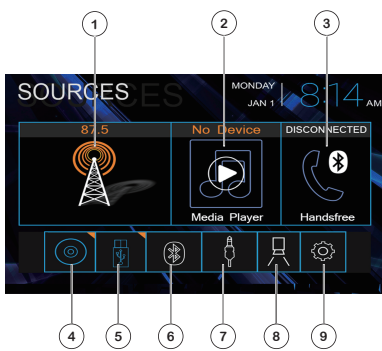 1 2 3
SOURCES
MONDAY
JAN 1
8:14 AM
87.5
No Device
DISCONNECTED
Media Player
Handsfree
4 5 6 7 8 9